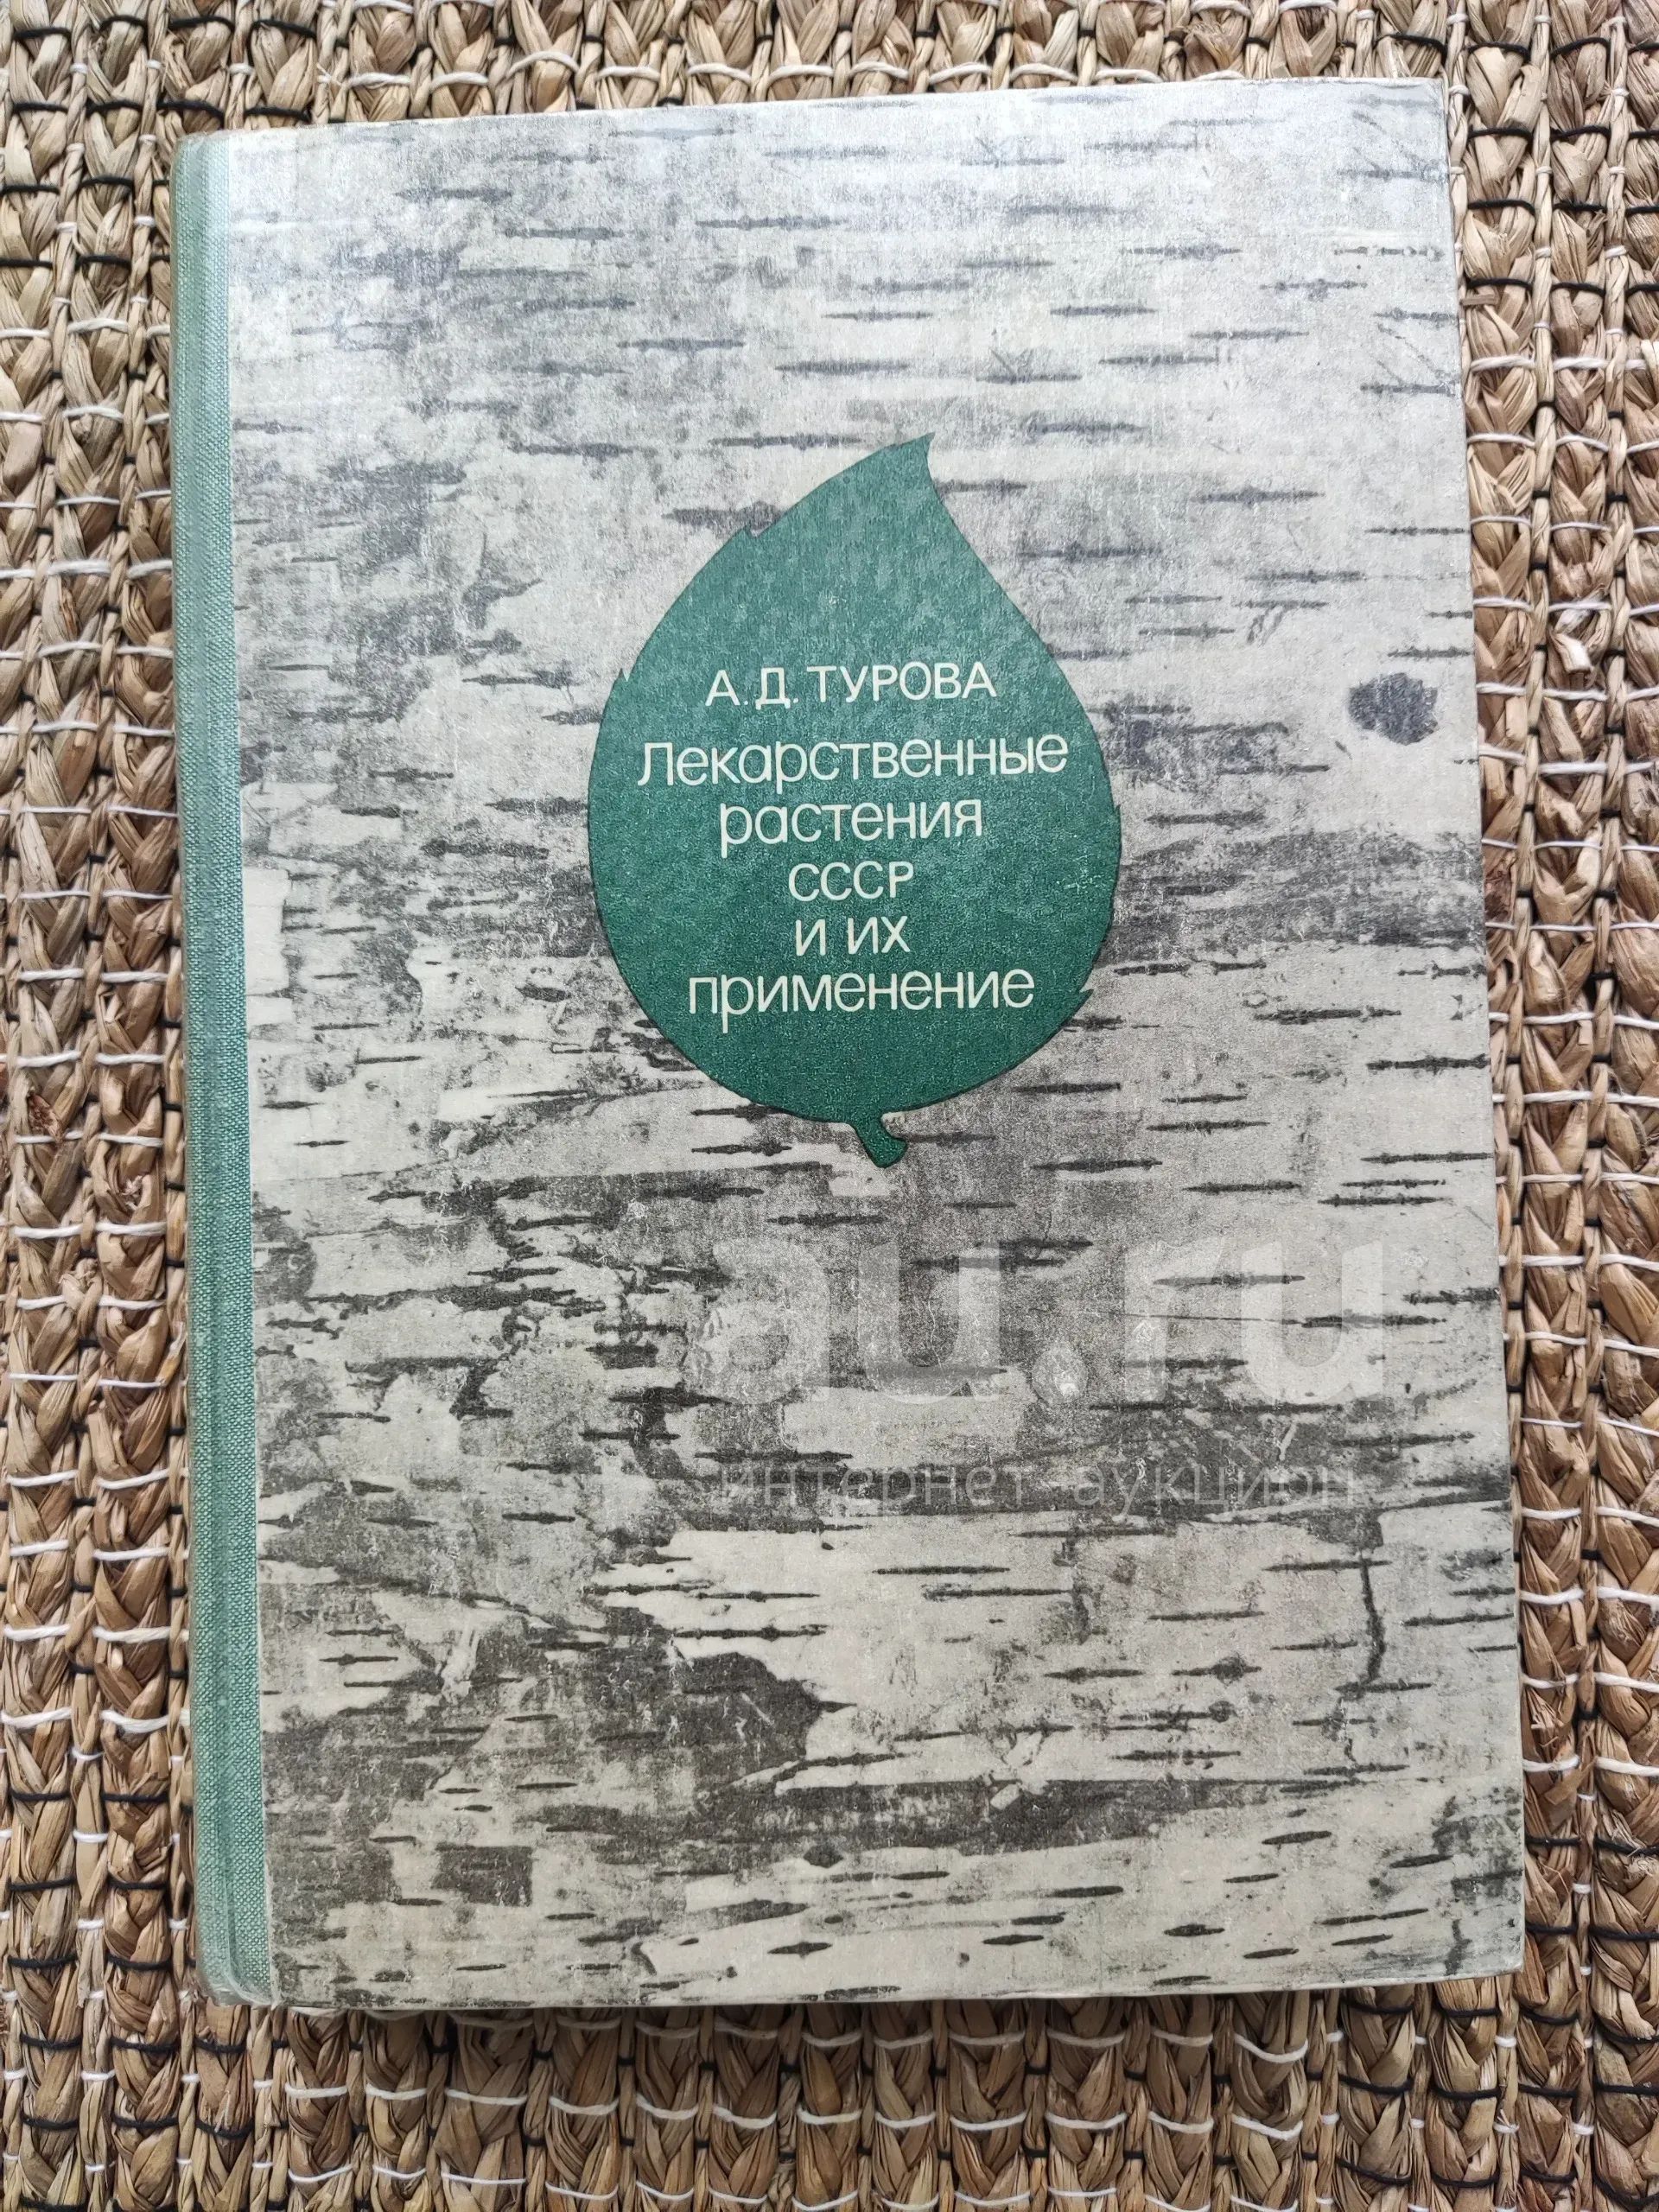 А. Д. ТУРОВА
Лекарственные
растения
СССР
и их
применение
au.ru
интернет-аукцион